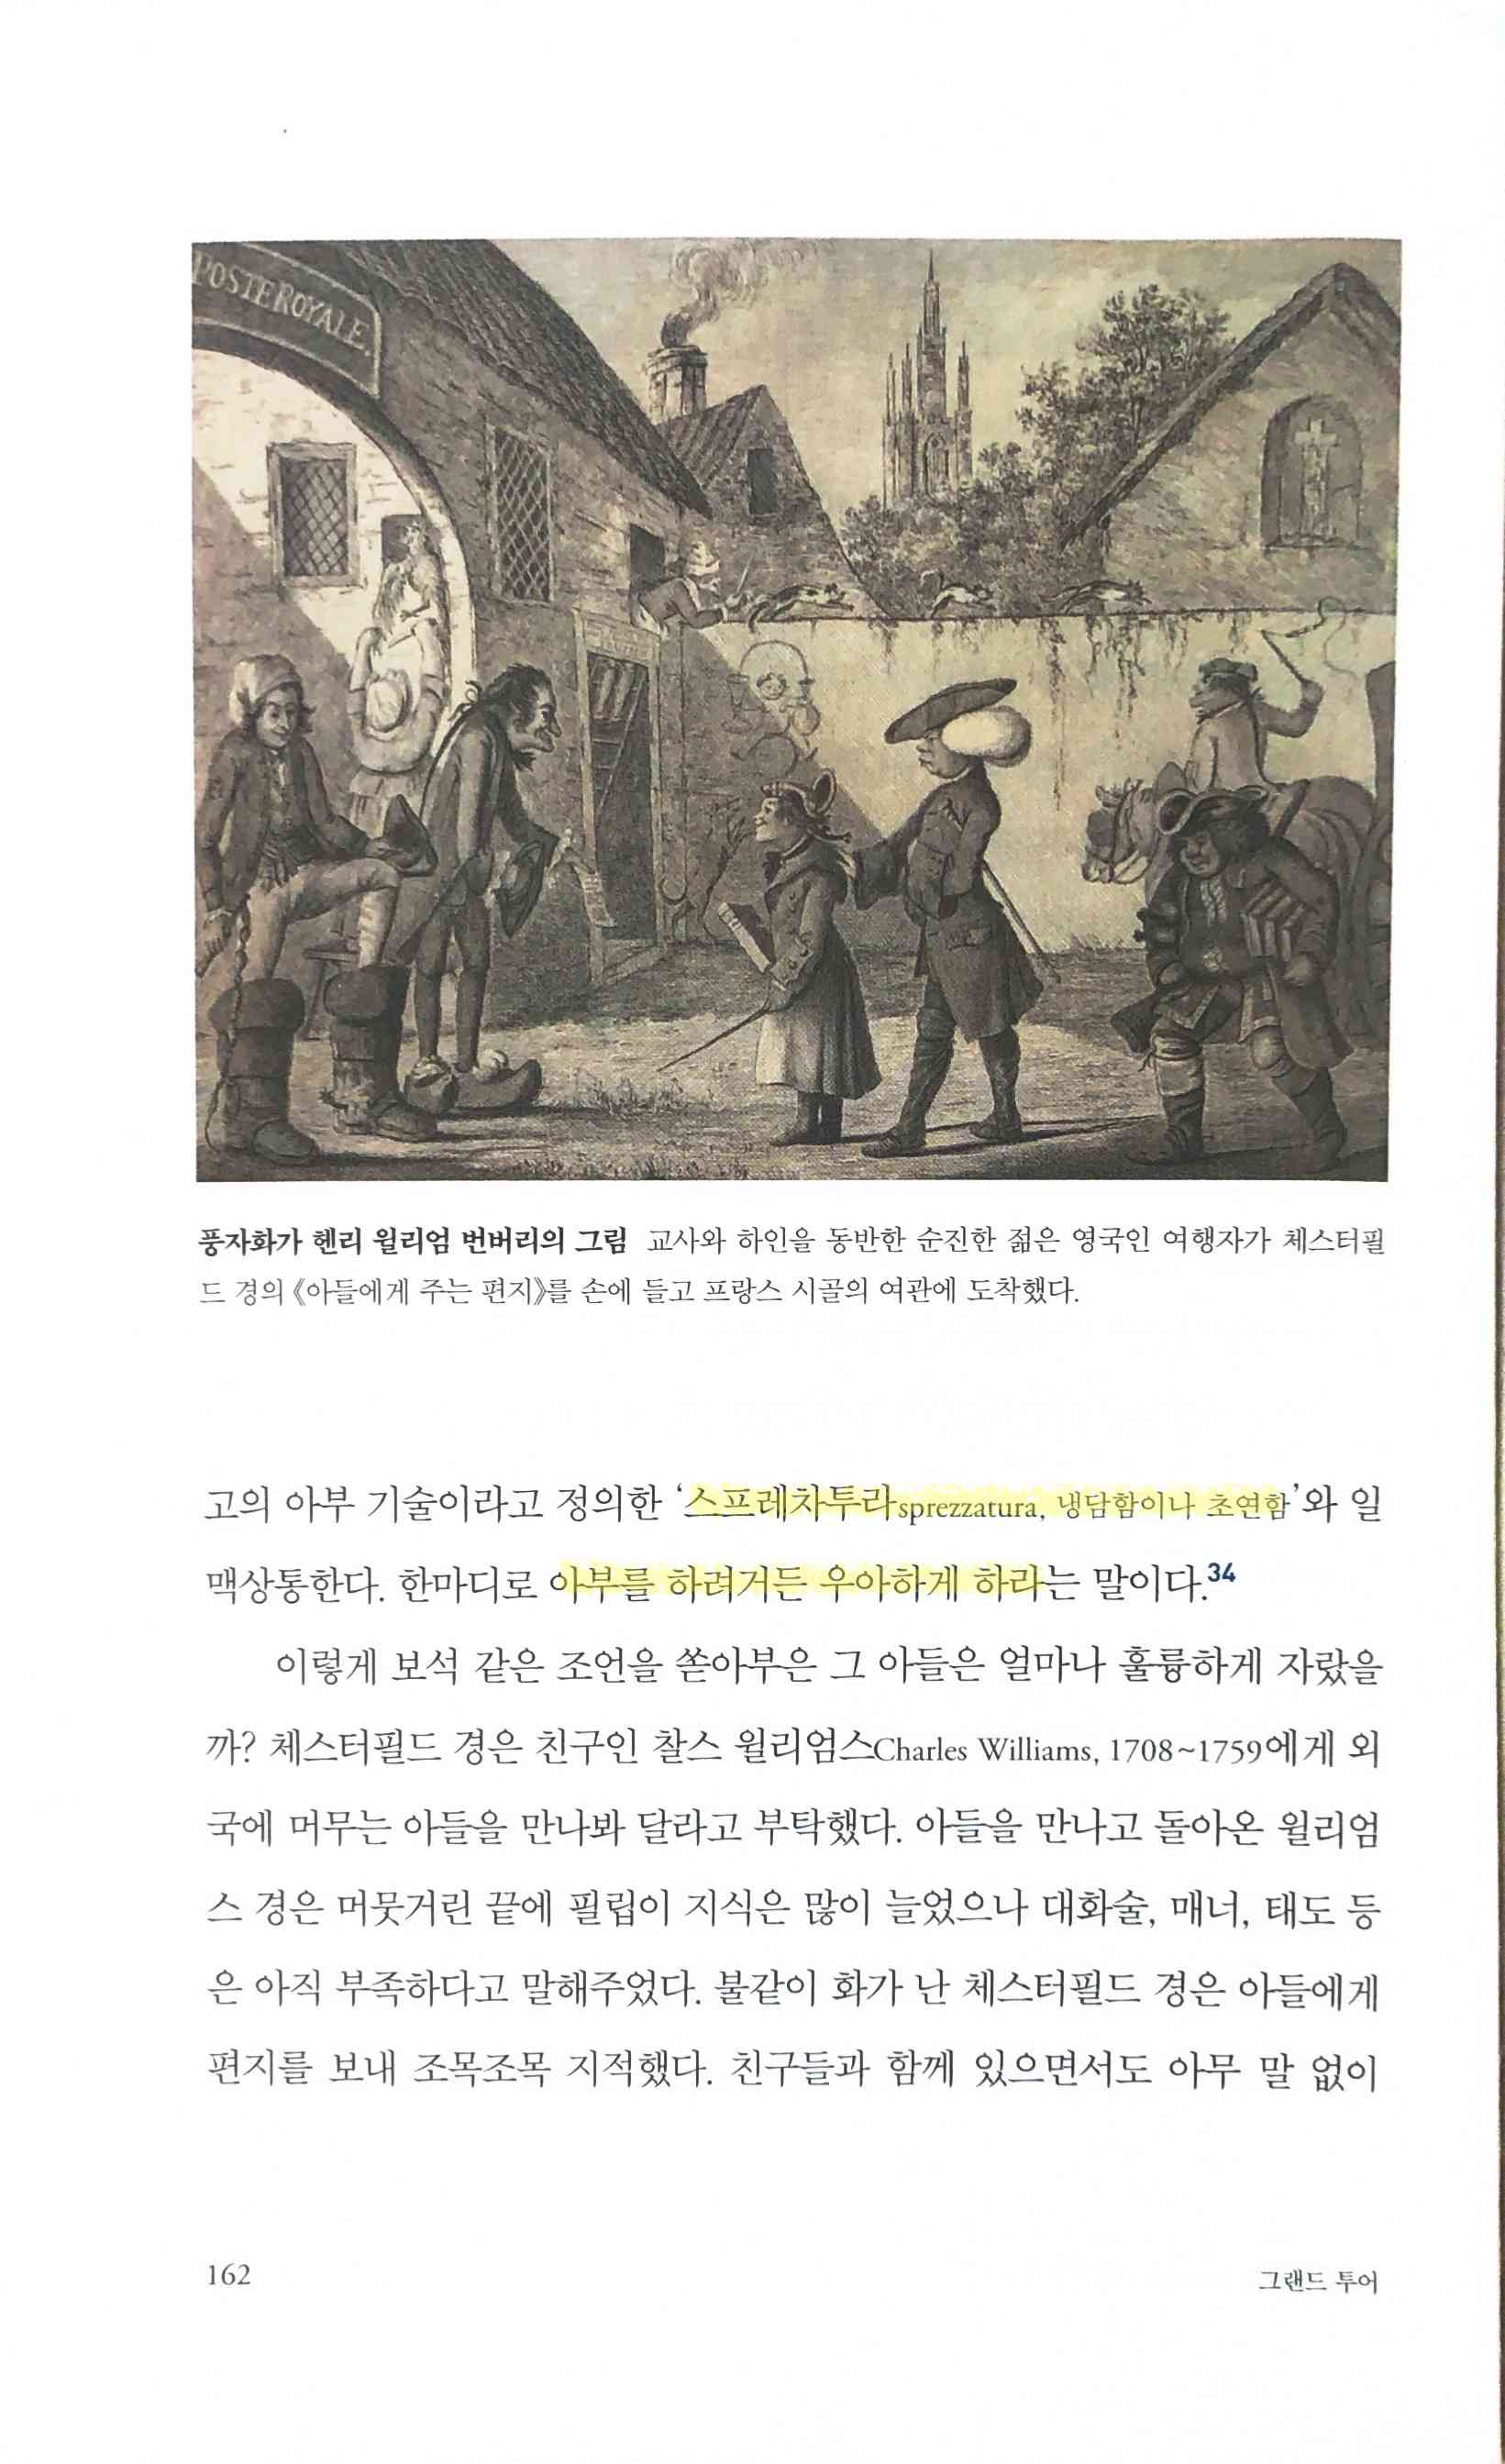 POSTE ROYALE.
풍자화가 헨리 윌리엄 번버리의 그림 교사와 하인을 동반한 순진한 젊은 영국인 여행자가 체스터필
드 경의 《아들에게 주는 편지》를 손에 들고 프랑스 시골의 여관에 도착했다.
고의 아부 기술이라고 정의한 ‘스프레차투라sprezzatura, 냉담함이나 초연함’와 일
맥상통한다. 한마디로 아부를 하려거든 우아하게 하라는 말이다.34
이렇게 보석 같은 조언을 쏟아부은 그 아들은 얼마나 훌륭하게 자랐을
까? 체스터필드 경은 친구인 찰스 윌리엄스Charles Williams, 1708~1759에게 외
국에 머무는 아들을 만나봐 달라고 부탁했다. 아들을 만나고 돌아온 윌리엄
스 경은 머뭇거린 끝에 필립이 지식은 많이 늘었으나 대화술, 매너, 태도 등
은 아직 부족하다고 말해주었다. 불같이 화가 난 체스터필드 경은 아들에게
편지를 보내 조목조목 지적했다. 친구들과 함께 있으면서도 아무 말 없이
162
그랜드 투어